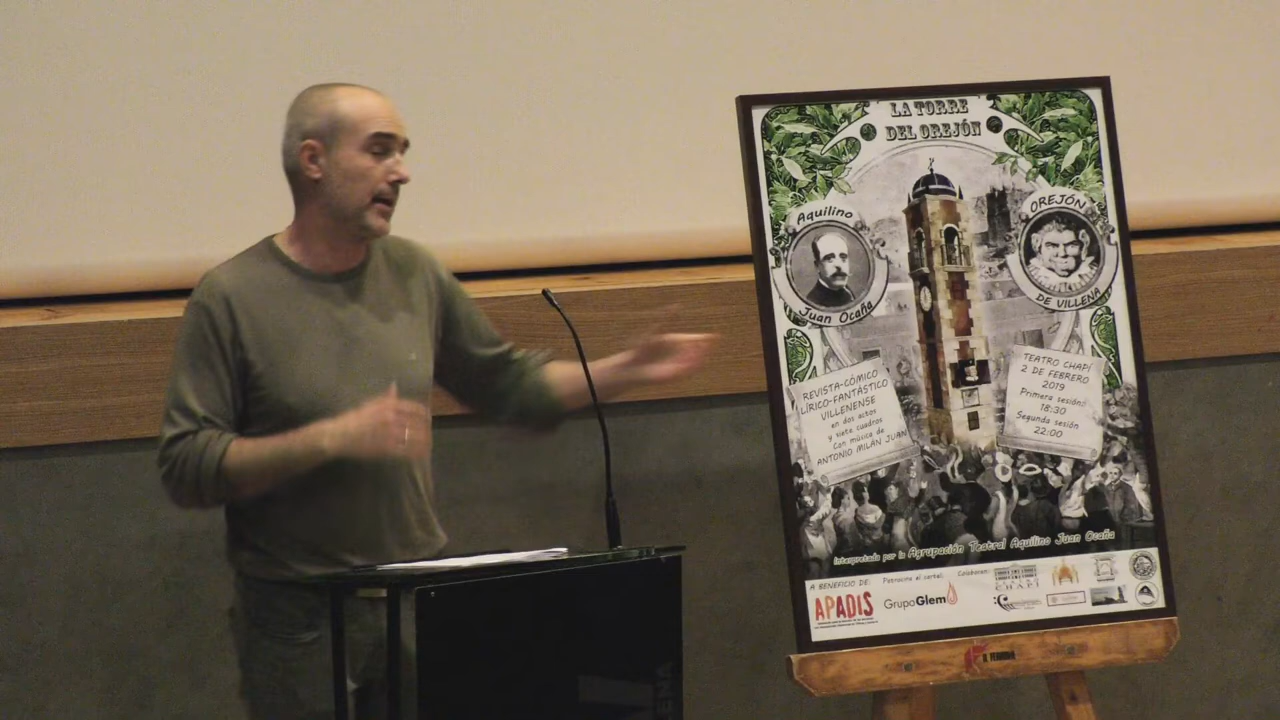 LA TORRE
DEL OREJÓN
Aquilino
Juan Ocaña
OREJÓN
DE VILLENA
REVISTA-CÓMICO
LÍRICO-FANTÁSTICO
VILLENENSE
en dos actos
y siete cuadros
Con música de
ANTONIO MILÁN JUAN
TEATRO CHAPÍ
2 DE FEBRERO
2019
Primera sesión:
18:30
Segunda sesión
22:00
interpretada por la Agrupación Teatral Aquilino Juan Ocaña
A BENEFICIO DE:
APADIS
Patrocina el cartel:
GrupoGlem
Colaboran:
CHAPÍ